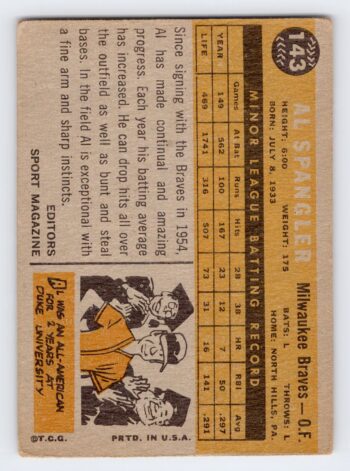 143
AL SPANGLER
Milwaukee Braves — O.F.
HEIGHT: 6:00 WEIGHT: 175 BATS: L THROWS: L
BORN: JULY 8, 1933 HOME: NORTH HILLS, PA.
MINOR LEAGUE BATTING RECORD
Games At Bat Runs Hits 2B 3B HR RBI Avg.
YEAR 149 562 100 167 23 12 7 50 .297
LIFE 469 1741 316 507 73 31 16 141 .291
Since signing with the Braves in 1954,
Al has made continual and amazing
progress. Each year his batting average
has increased. He can drop hits all over
the outfield as well as bunt and steal
bases. In the field Al is exceptional with
a fine arm and sharp instincts.
EDITORS
SPORT MAGAZINE
AL WAS AN ALL-AMERICAN
FOR 2 YEARS AT
DUKE UNIVERSITY
© T.C.G. PRTD. IN U.S.A.